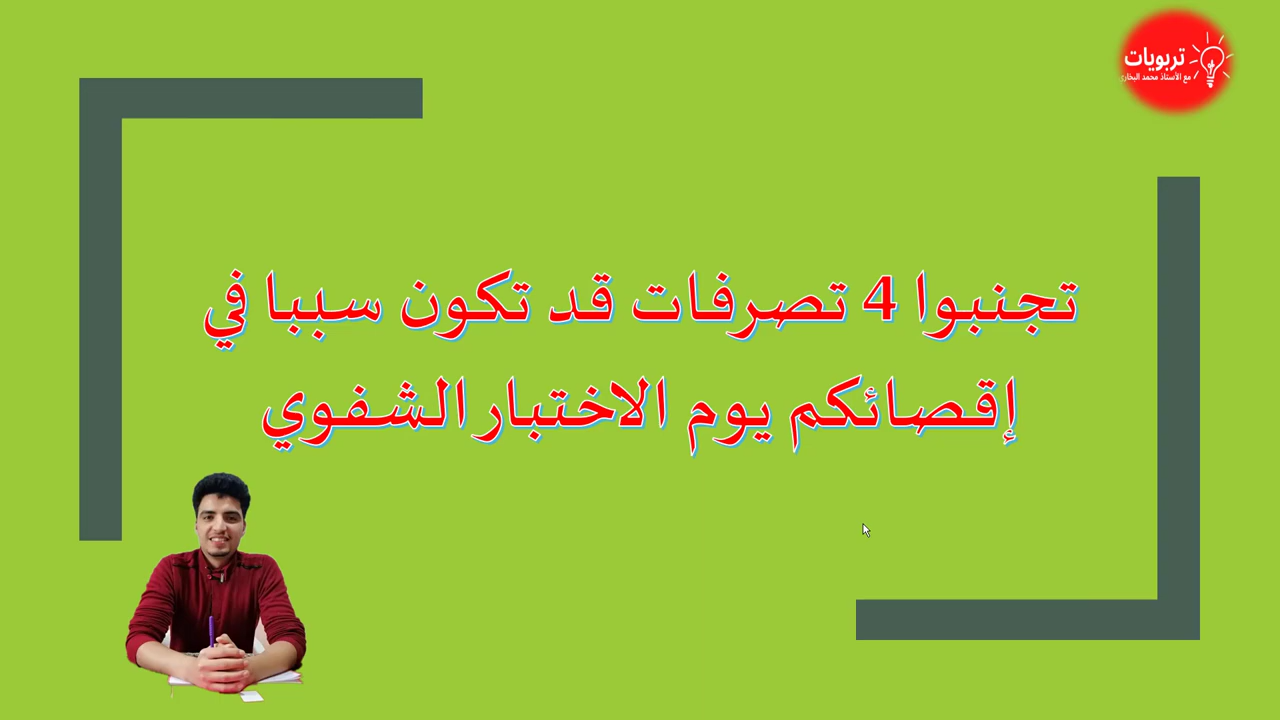 تربويات
مع الأستاذ محمد البخاري
تجنبوا 4 تصرفات قد تكون سببا في
إقصائكم يوم الاختبار الشفوي